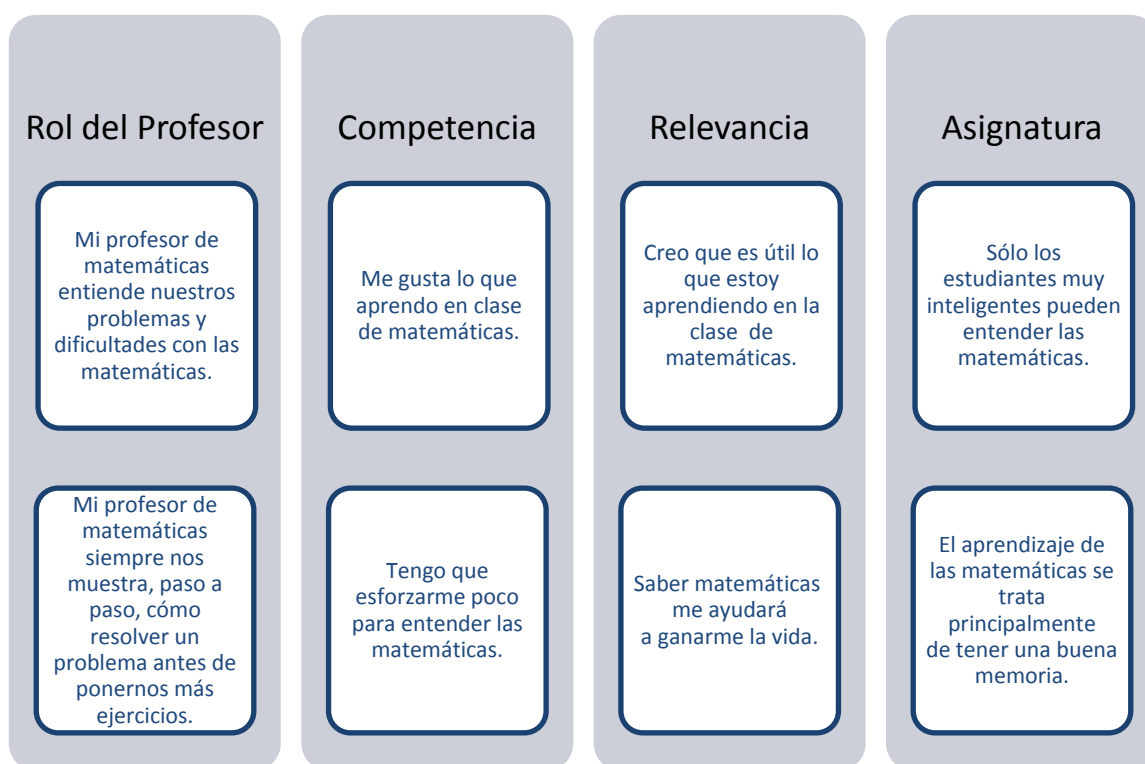 Rol del Profesor
Mi profesor de
matemáticas
entiende nuestros
problemas y
dificultades con las
matemáticas.
Mi profesor de
matemáticas
siempre nos
muestra, paso a
paso, cómo
resolver un
problema antes de
ponernos más
ejercicios.
Competencia
Me gusta lo que
aprendo en clase
de matemáticas.
Tengo que
esforzarme poco
para entender las
matemáticas.
Relevancia
Creo que es útil lo
que estoy
aprendiendo en la
clase de
matemáticas.
Saber matemáticas
me ayudará
a ganarme la vida.
Asignatura
Sólo los
estudiantes muy
inteligentes pueden
entender las
matemáticas.
El aprendizaje de
las matemáticas se
trata
principalmente
de tener una buena
memoria.